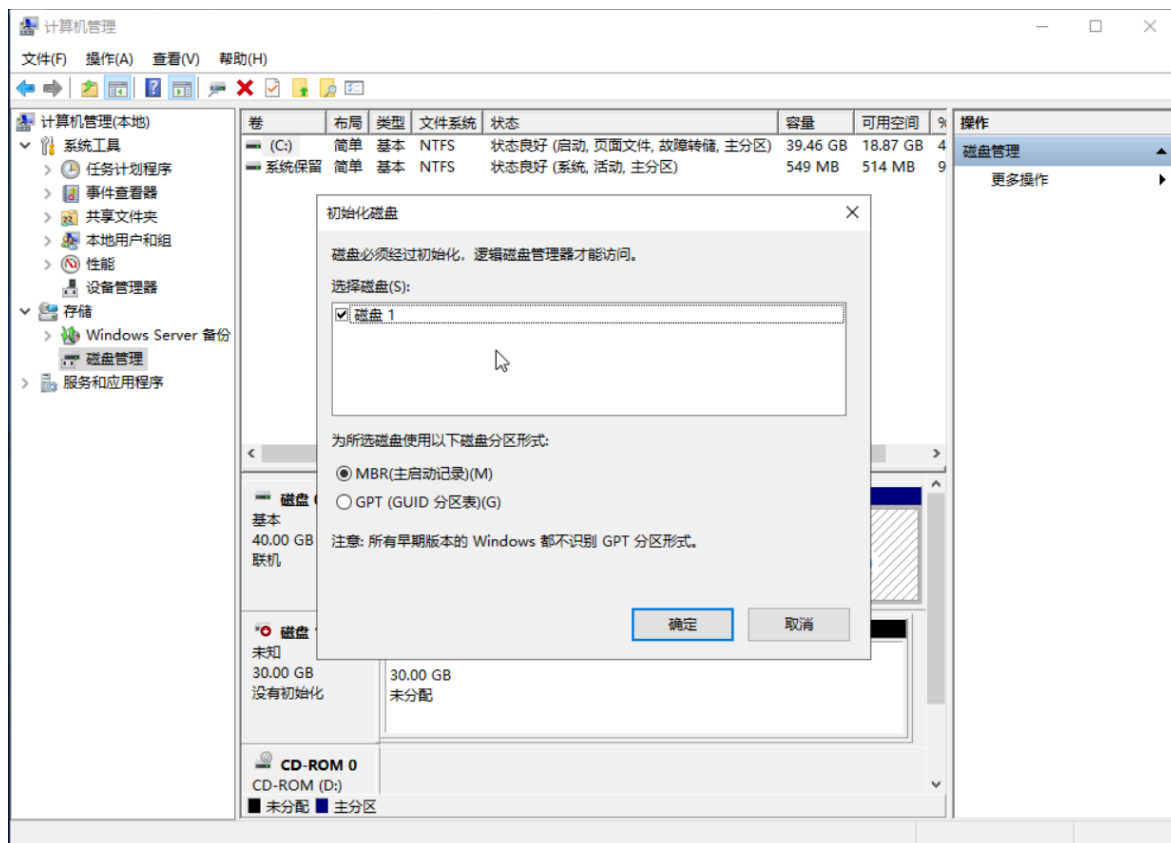 计算机管理
文件(F) 操作(A) 查看(V) 帮助(H)
计算机管理(本地)
系统工具
任务计划程序
事件查看器
共享文件夹
本地用户和组
性能
设备管理器
存储
Windows Server 备份
磁盘管理
服务和应用程序
卷 布局 类型 文件系统 状态 容量 可用空间 %
(C:) 简单 基本 NTFS 状态良好 (启动, 页面文件, 故障转储, 主分区) 39.46 GB 18.87 GB 4
系统保留 简单 基本 NTFS 状态良好 (系统, 活动, 主分区) 549 MB 514 MB 9
初始化磁盘
磁盘必须经过初始化，逻辑磁盘管理器才能访问。
选择磁盘(S):
磁盘 1
为所选磁盘使用以下磁盘分区形式:
MBR(主启动记录)(M)
GPT (GUID 分区表)(G)
注意: 所有早期版本的 Windows 都不识别 GPT 分区形式。
确定 取消
磁盘
基本
40.00 GB
联机
磁盘
未知
30.00 GB
没有初始化
30.00 GB
未分配
CD-ROM 0
CD-ROM (D:)
未分配 主分区
操作
磁盘管理
更多操作